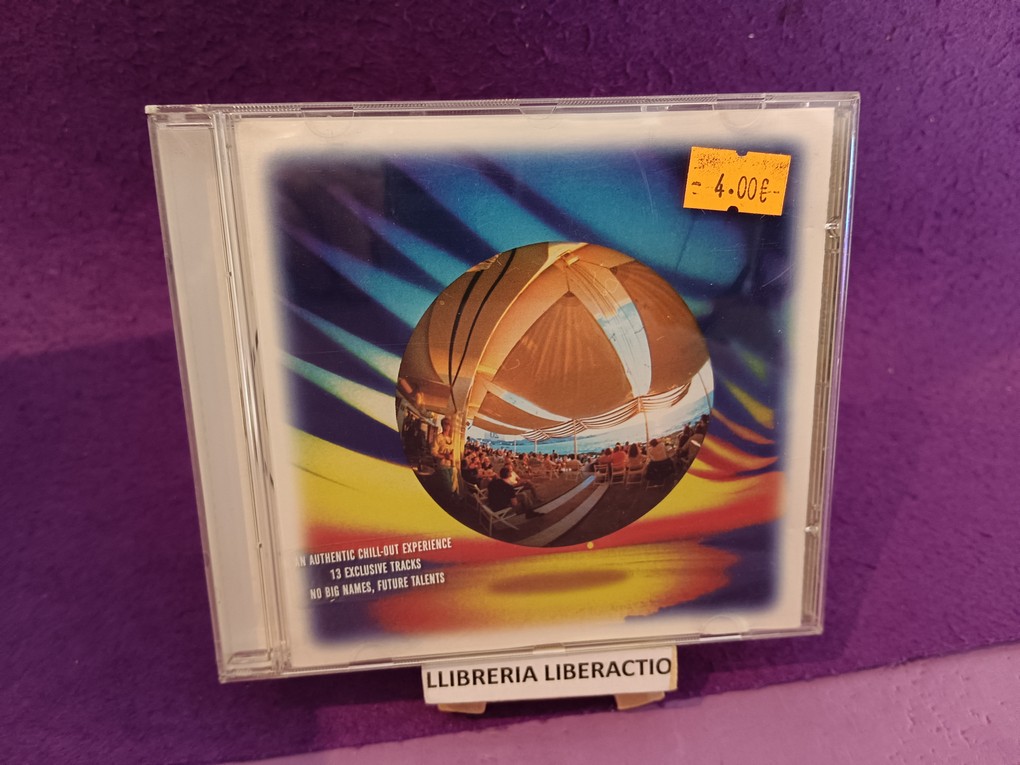 4.00€
AN AUTHENTIC CHILL-OUT EXPERIENCE
13 EXCLUSIVE TRACKS
NO BIG NAMES, FUTURE TALENTS
LLIBRERIA LIBERACTIO